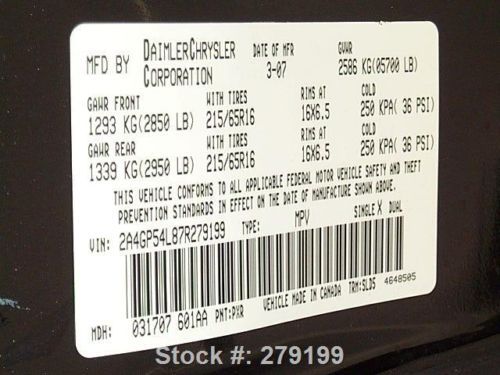 MFD BY DAIMLERCHRYSLER CORPORATION DATE OF MFR 3-07 GVWR 2586 KG(05700 LB)
GAWR FRONT WITH TIRES RIMS AT COLD
1293 KG(2850 LB) 215/65R16 16X6.5 250 KPA( 36 PSI)
GAWR REAR WITH TIRES RIMS AT COLD
1339 KG(2950 LB) 215/65R16 16X6.5 250 KPA( 36 PSI)
THIS VEHICLE CONFORMS TO ALL APPLICABLE FEDERAL MOTOR VEHICLE SAFETY AND THEFT
PREVENTION STANDARDS IN EFFECT ON THE DATE OF MANUFACTURE SHOWN ABOVE.
VIN: 2A4GP54L87R279199 TYPE: MPV SINGLE X DUAL
VEHICLE MADE IN CANADA TRM:SLDS 4648505
MDH: 031707 601AA PNT:PXR
Stock #: 279199